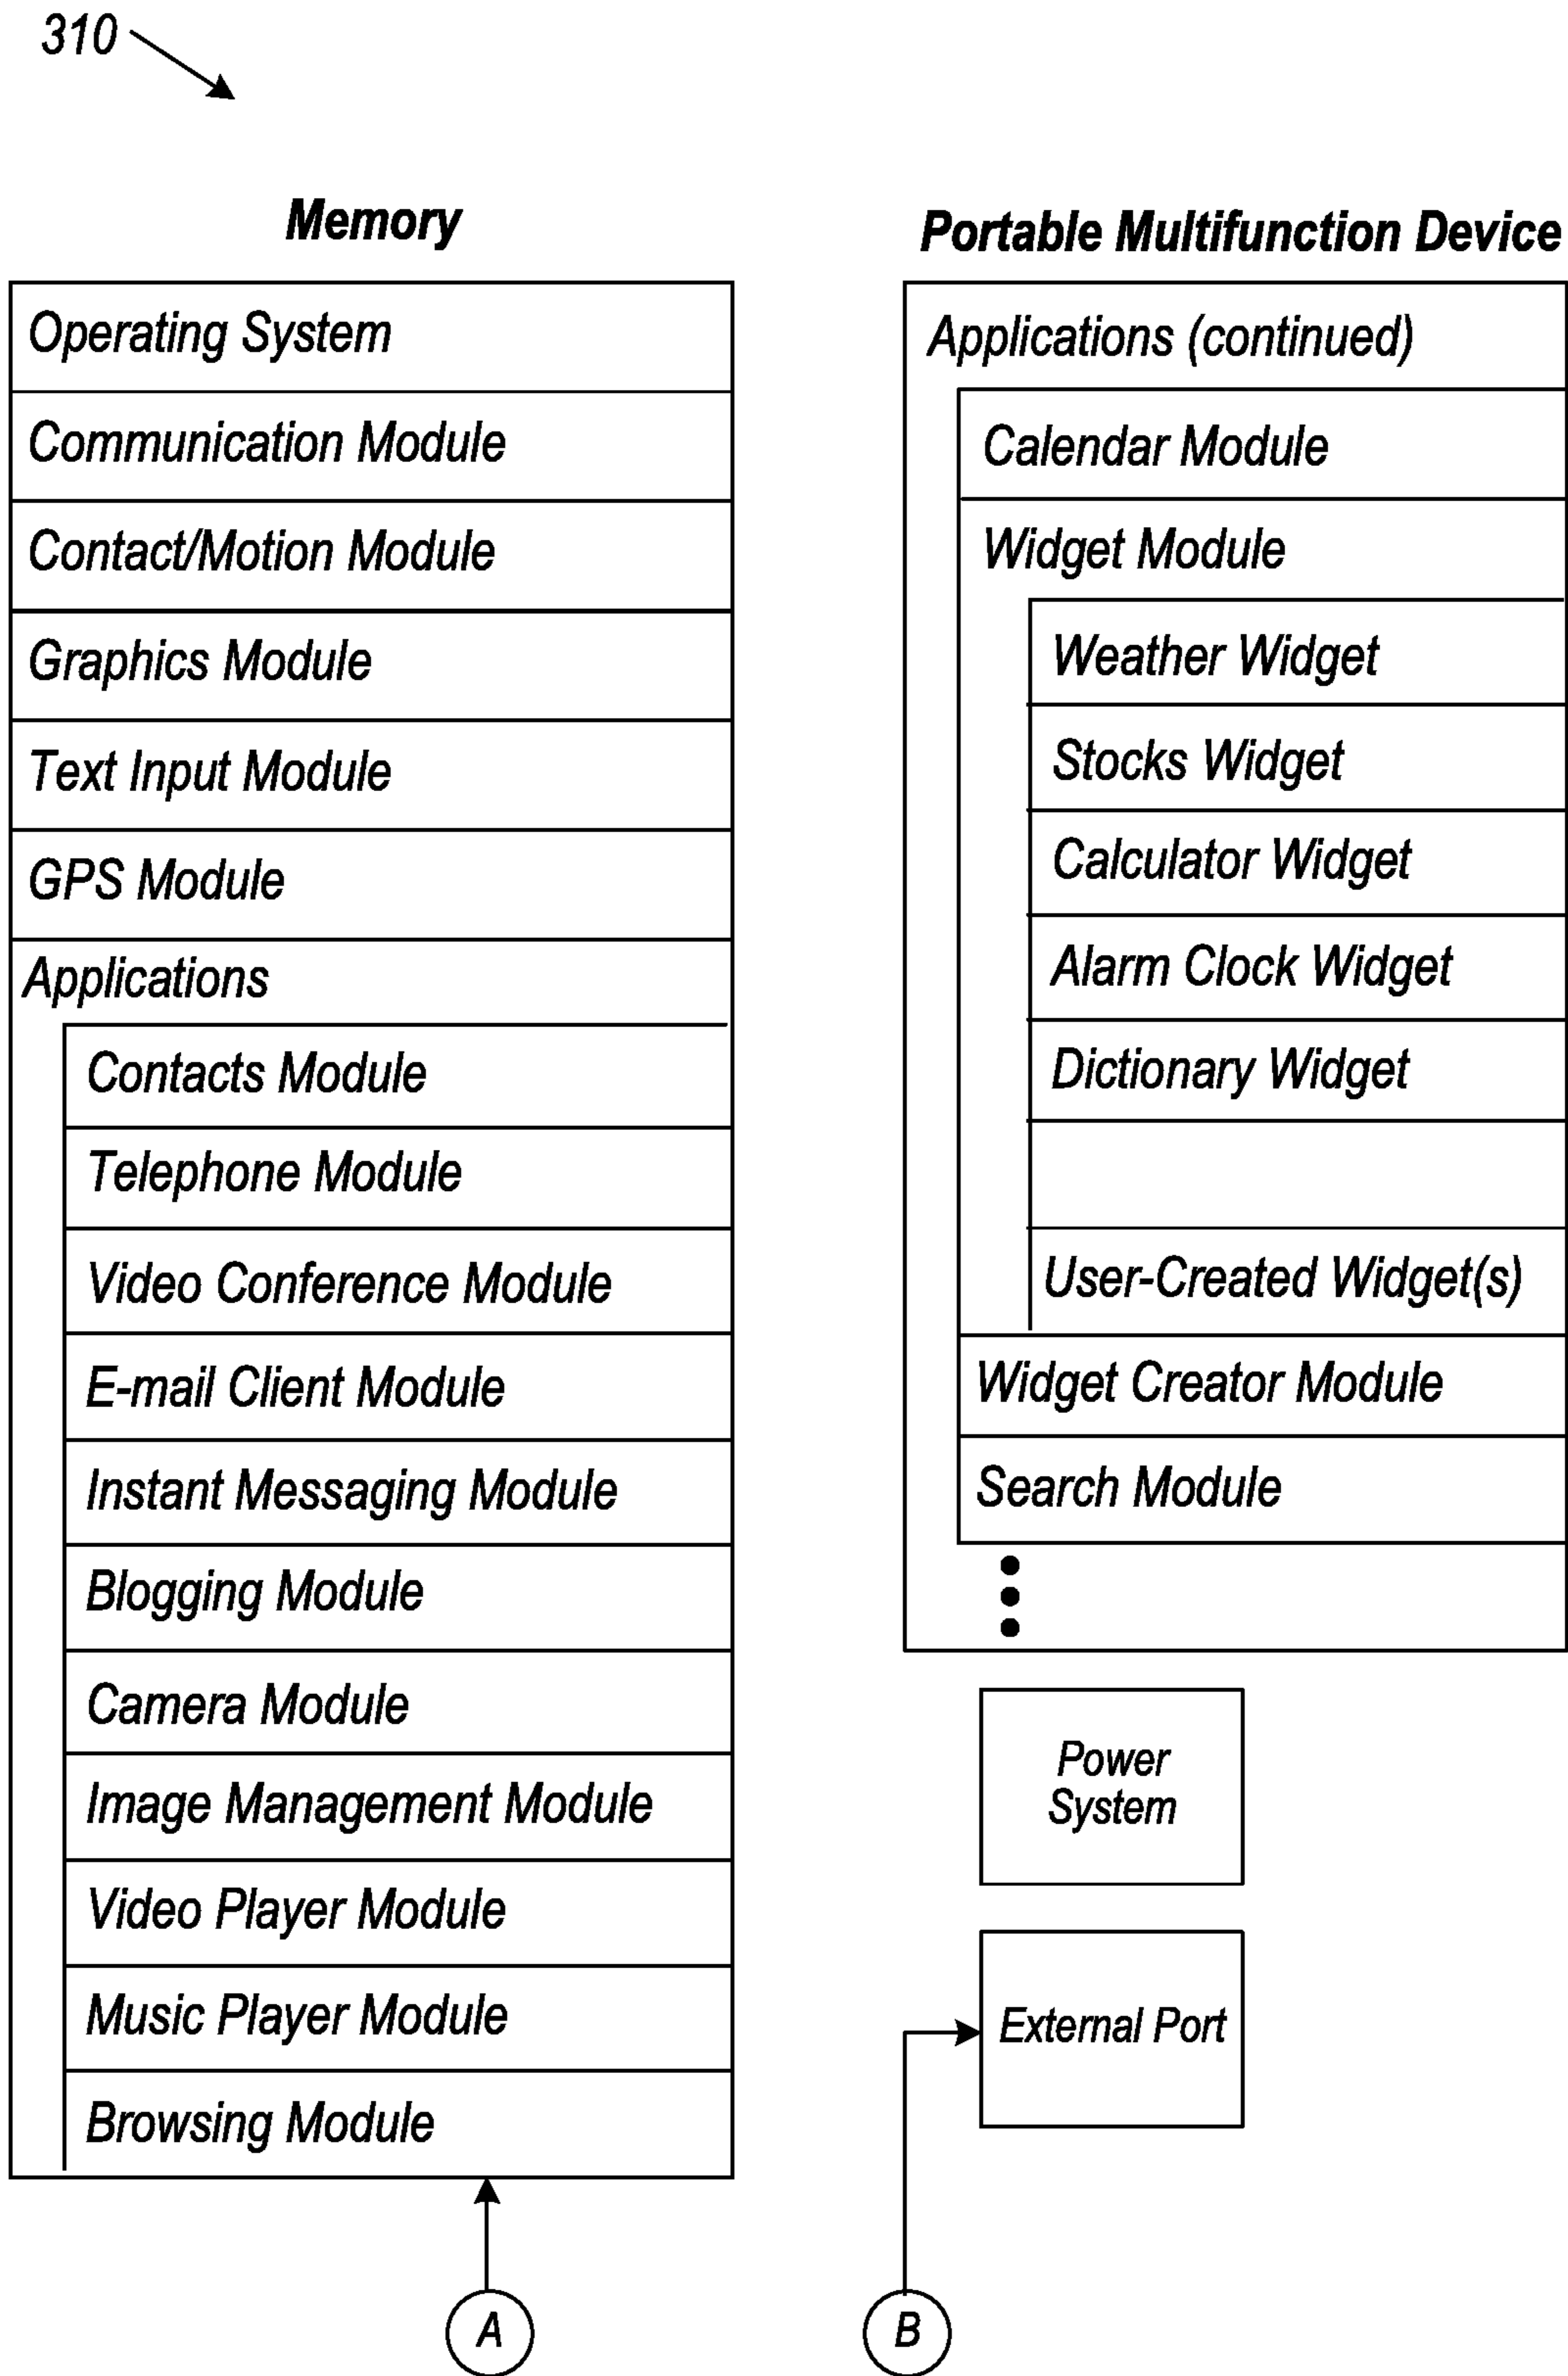 310
Memory
Operating System
Communication Module
Contact/Motion Module
Graphics Module
Text Input Module
GPS Module
Applications
Contacts Module
Telephone Module
Video Conference Module
E-mail Client Module
Instant Messaging Module
Blogging Module
Camera Module
Image Management Module
Video Player Module
Music Player Module
Browsing Module
A
Portable Multifunction Device
Applications (continued)
Calendar Module
Widget Module
Weather Widget
Stocks Widget
Calculator Widget
Alarm Clock Widget
Dictionary Widget
User-Created Widget(s)
Widget Creator Module
Search Module
Power
System
External Port
B